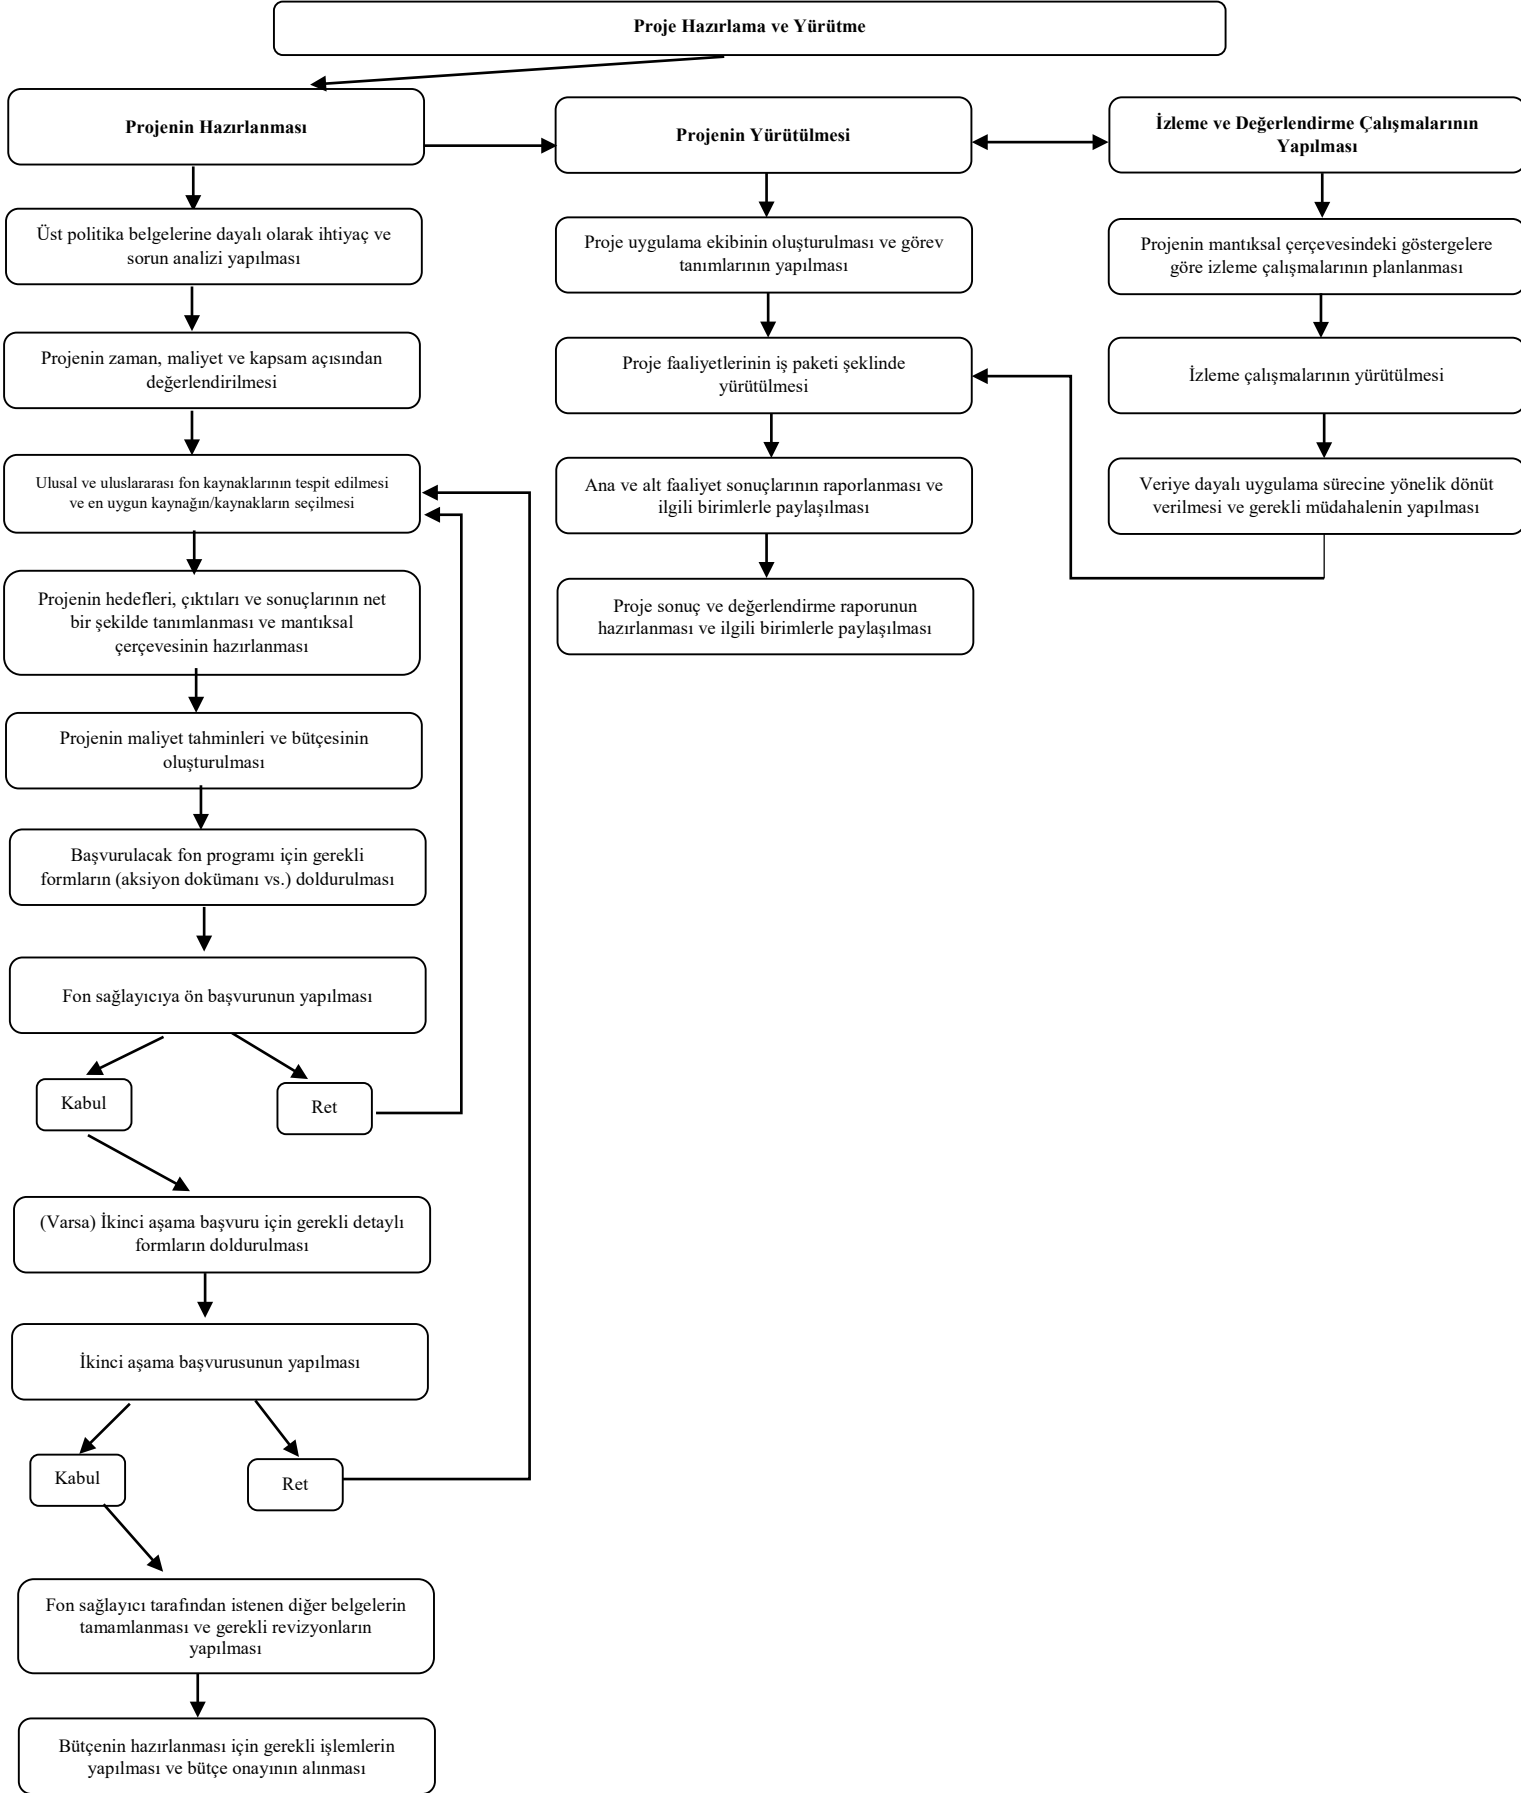 Proje Hazırlama ve Yürütme
Projenin Hazırlanması
Üst politika belgelerine dayalı olarak ihtiyaç ve
sorun analizi yapılması
Projenin zaman, maliyet ve kapsam açısından
değerlendirilmesi
Ulusal ve uluslararası fon kaynaklarının tespit edilmesi
ve en uygun kaynağın/kaynakların seçilmesi
Projenin hedefleri, çıktıları ve sonuçlarının net
bir şekilde tanımlanması ve mantıksal
çerçevesinin hazırlanması
Projenin maliyet tahminleri ve bütçesinin
oluşturulması
Başvurulacak fon programı için gerekli
formların (aksiyon dokümanı vs.) doldurulması
Fon sağlayıcıya ön başvurunun yapılması
Kabul
Ret
(Varsa) İkinci aşama başvuru için gerekli detaylı
formların doldurulması
İkinci aşama başvurusunun yapılması
Kabul
Ret
Fon sağlayıcı tarafından istenen diğer belgelerin
tamamlanması ve gerekli revizyonların
yapılması
Bütçenin hazırlanması için gerekli işlemlerin
yapılması ve bütçe onayının alınması
Projenin Yürütülmesi
Proje uygulama ekibinin oluşturulması ve görev
tanımlarının yapılması
Proje faaliyetlerinin iş paketi şeklinde
yürütülmesi
Ana ve alt faaliyet sonuçlarının raporlanması ve
ilgili birimlerle paylaşılması
Proje sonuç ve değerlendirme raporunun
hazırlanması ve ilgili birimlerle paylaşılması
İzleme ve Değerlendirme Çalışmalarının
Yapılması
Projenin mantıksal çerçevesindeki göstergelere
göre izleme çalışmalarının planlanması
İzleme çalışmalarının yürütülmesi
Veriye dayalı uygulama sürecine yönelik dönüt
verilmesi ve gerekli müdahalenin yapılması